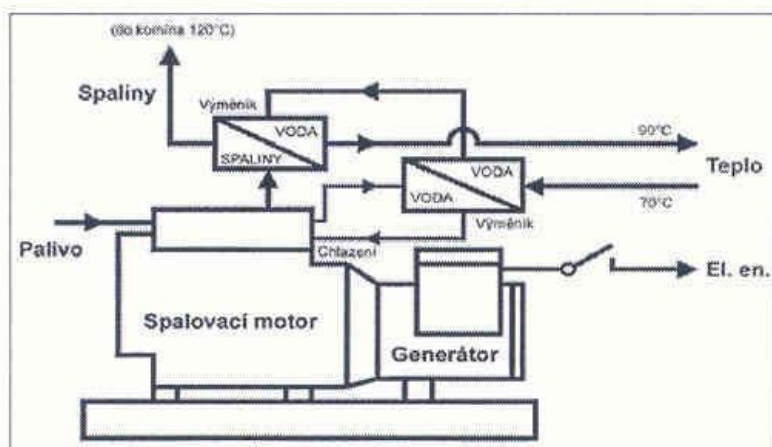 (do komína 120°C)
Spaliny
Výměník
VODA
SPALINY
90°C
Teplo
VODA
VODA
70°C
Výměník
Palivo
Chlazení
El. en.
Spalovací motor
Generátor